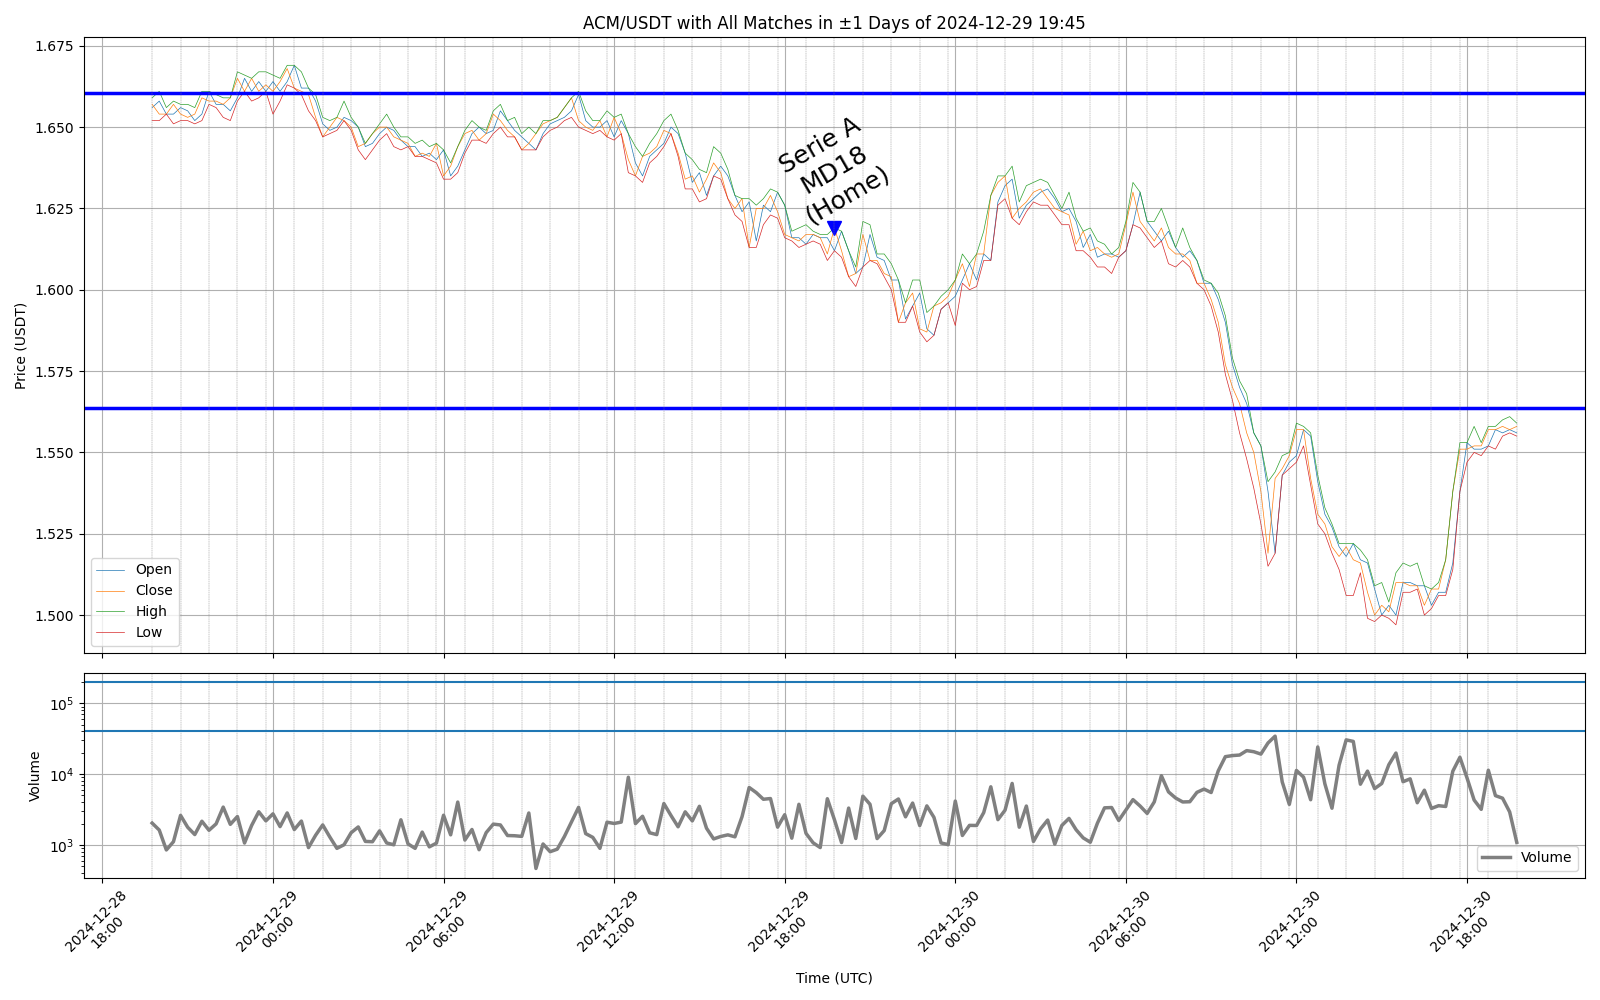 ACM/USDT with All Matches in ±1 Days of 2024-12-29 19:45
1.675
1.650
1.625
1.600
1.575
1.550
1.525
1.500
Price (USDT)
Serie A
MD18
(Home)
Open
Close
High
Low
10⁵
10⁴
10³
Volume
Volume
2024-12-28
18:00
2024-12-29
00:00
2024-12-29
06:00
2024-12-29
12:00
2024-12-29
18:00
2024-12-30
00:00
2024-12-30
06:00
2024-12-30
12:00
2024-12-30
18:00
Time (UTC)